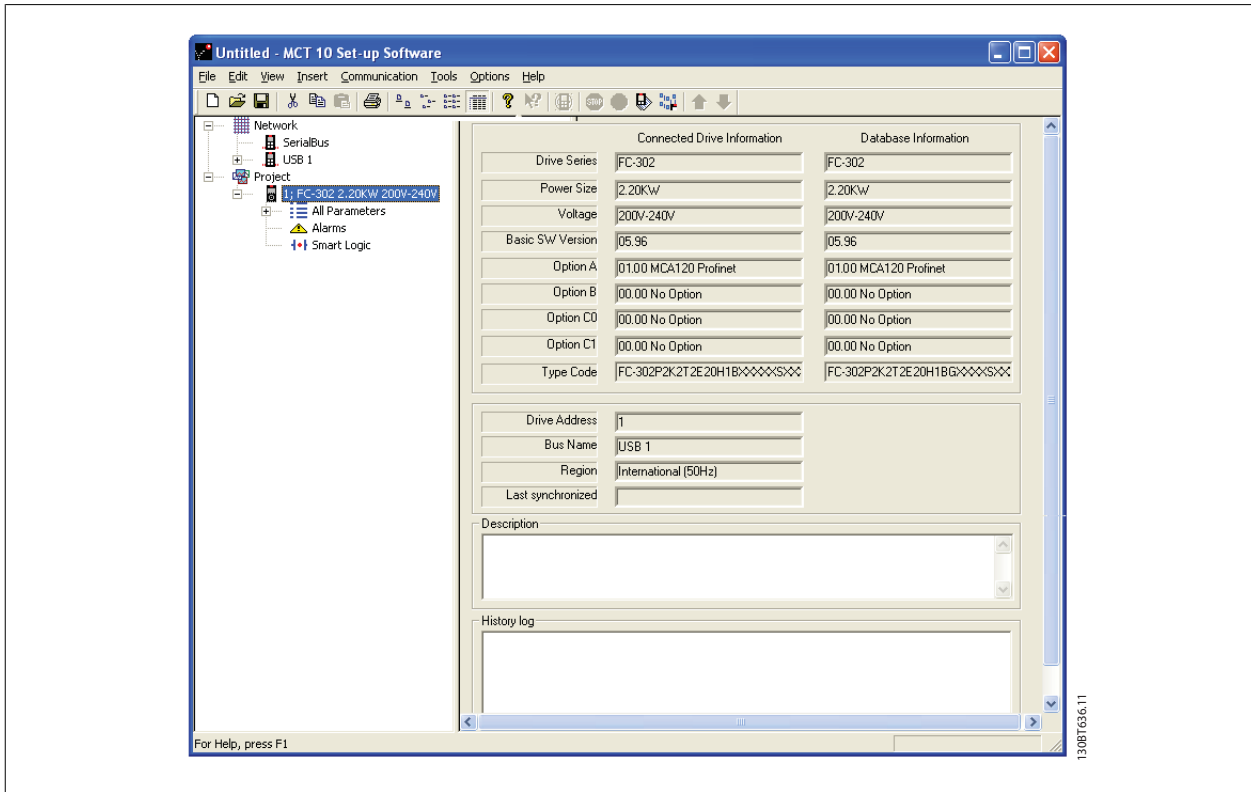 Untitled - MCT 10 Set-up Software
File Edit View Insert Communication Tools Options Help
STOP
Network
SerialBus
USB 1
Project
1; FC-302 2.20KW 200V-240V
All Parameters
Alarms
Smart Logic
Connected Drive Information Database Information
Drive Series FC-302 FC-302
Power Size 2.20KW 2.20KW
Voltage 200V-240V 200V-240V
Basic SW Version 05.96 05.96
Option A 01.00 MCA120 Profinet 01.00 MCA120 Profinet
Option B 00.00 No Option 00.00 No Option
Option C0 00.00 No Option 00.00 No Option
Option C1 00.00 No Option 00.00 No Option
Type Code
Drive Address 1
Bus Name USB 1
Region International (50Hz)
Last synchronized
Description
History log
For Help, press F1
130BT636.11